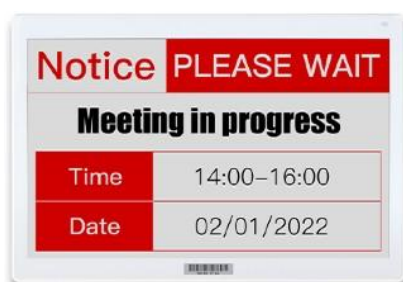 Notice PLEASE WAIT
Meeting in progress
Time 14:00–16:00
Date 02/01/2022